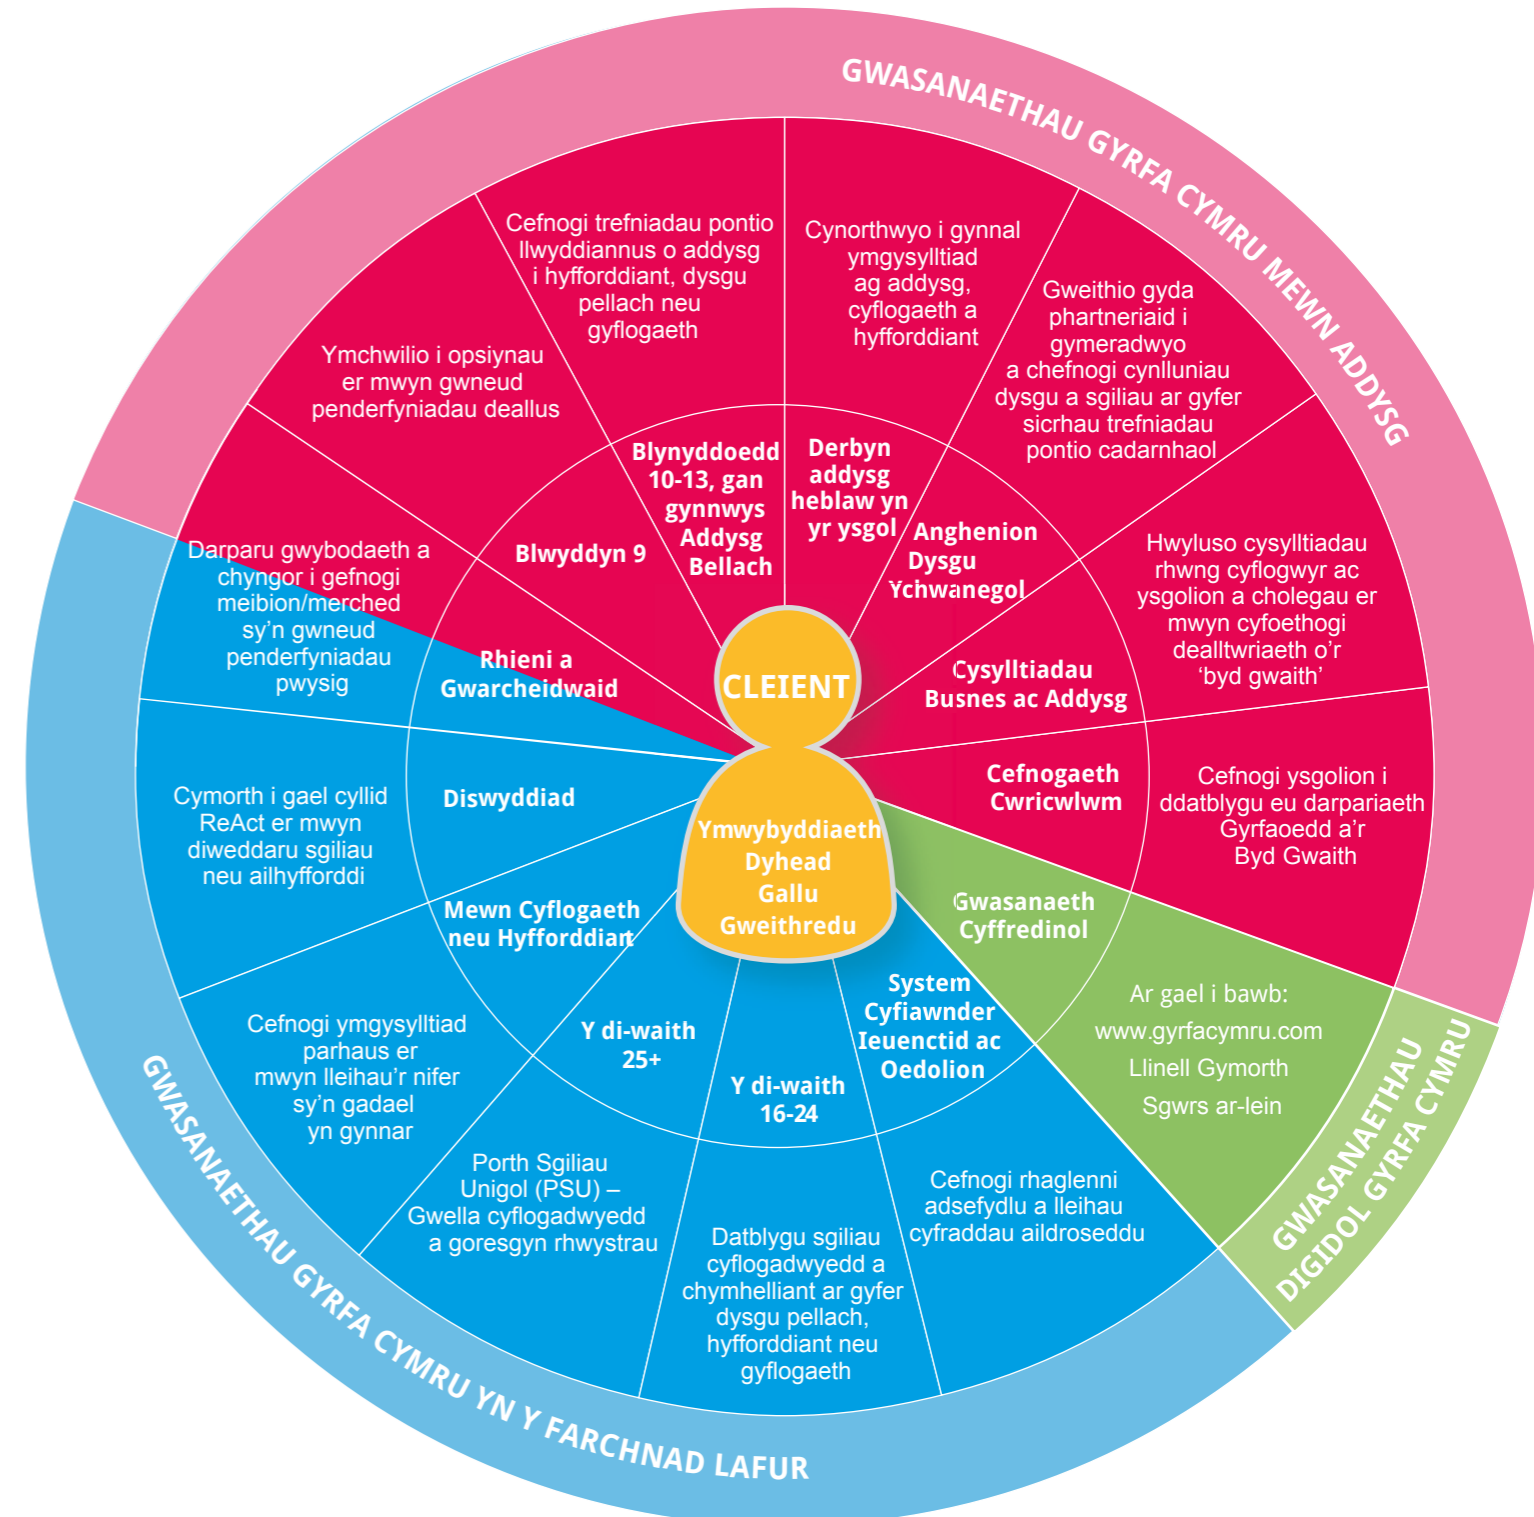 GWASANAETHAU GYRFA CYMRU MEWN ADDYSG
Cefnogi trefniadau pontio
llwyddiannus o addysg
i hyfforddiant, dysgu
pellach neu
gyflogaeth
Blynyddoedd
10-13, gan
gynnwys
Addysg
Bellach
Cynorthwyo i gynnal
ymgysylltiad
ag addysg,
cyflogaeth a
hyfforddiant
Derbyn
addysg
heblaw yn
yr ysgol
Gweithio gyda
phartneriaid i
gymeradwyo
a chefnogi cynlluniau
dysgu a sgiliau ar gyfer
sicrhau trefniadau
pontio cadarnhaol
Anghenion
Dysgu
Ychwanegol
Hwyluso cysylltiadau
rhwng cyflogwyr ac
ysgolion a cholegau er
mwyn cyfoethogi
dealltwriaeth o'r
‘byd gwaith’
Cysylltiadau
Busnes ac Addysg
Cefnogaeth
Cwricwlwm
Cefnogi ysgolion i
ddatblygu eu darpariaeth
Gyrfaoedd a’r
Byd Gwaith
Gwasanaeth
Cyffredinol
Ar gael i bawb:
www.gyrfacymru.com
Llinell Gymorth
Sgwrs ar-lein
GWASANAETHAU
DIGIDOL GYRFA CYMRU
System
Cyfiawnder
Ieuenctid ac
Oedolion
Cefnogi rhaglenni
adsefydlu a lleihau
cyfraddau aildroseddu
Y di-waith
16-24
Datblygu sgiliau
cyflogadwyedd a
chymhelliant ar gyfer
dysgu pellach,
hyfforddiant neu
gyflogaeth
Y di-waith
25+
Porth Sgiliau
Unigol (PSU) –
Gwella cyflogadwyedd
a goresgyn rhwystrau
Mewn Cyflogaeth
neu Hyfforddiant
Cefnogi ymgysylltiad
parhaus er
mwyn lleihau’r nifer
sy’n gadael
yn gynnar
Diswyddiad
Cymorth i gael cyllid
ReAct er mwyn
diweddaru sgiliau
neu ailhyfforddi
Rhieni a
Gwarcheidwaid
Darparu gwybodaeth a
chyngor i gefnogi
meibion/merched
sy’n gwneud
penderfyniadau
pwysig
Blwyddyn 9
Ymchwilio i opsiynau
er mwyn gwneud
penderfyniadau deallus
CLEIENT
Ymwybyddiaeth
Dyhead
Gallu
Gweithredu
GWASANAETHAU GYRFA CYMRU YN Y FARCHNAD LAFUR